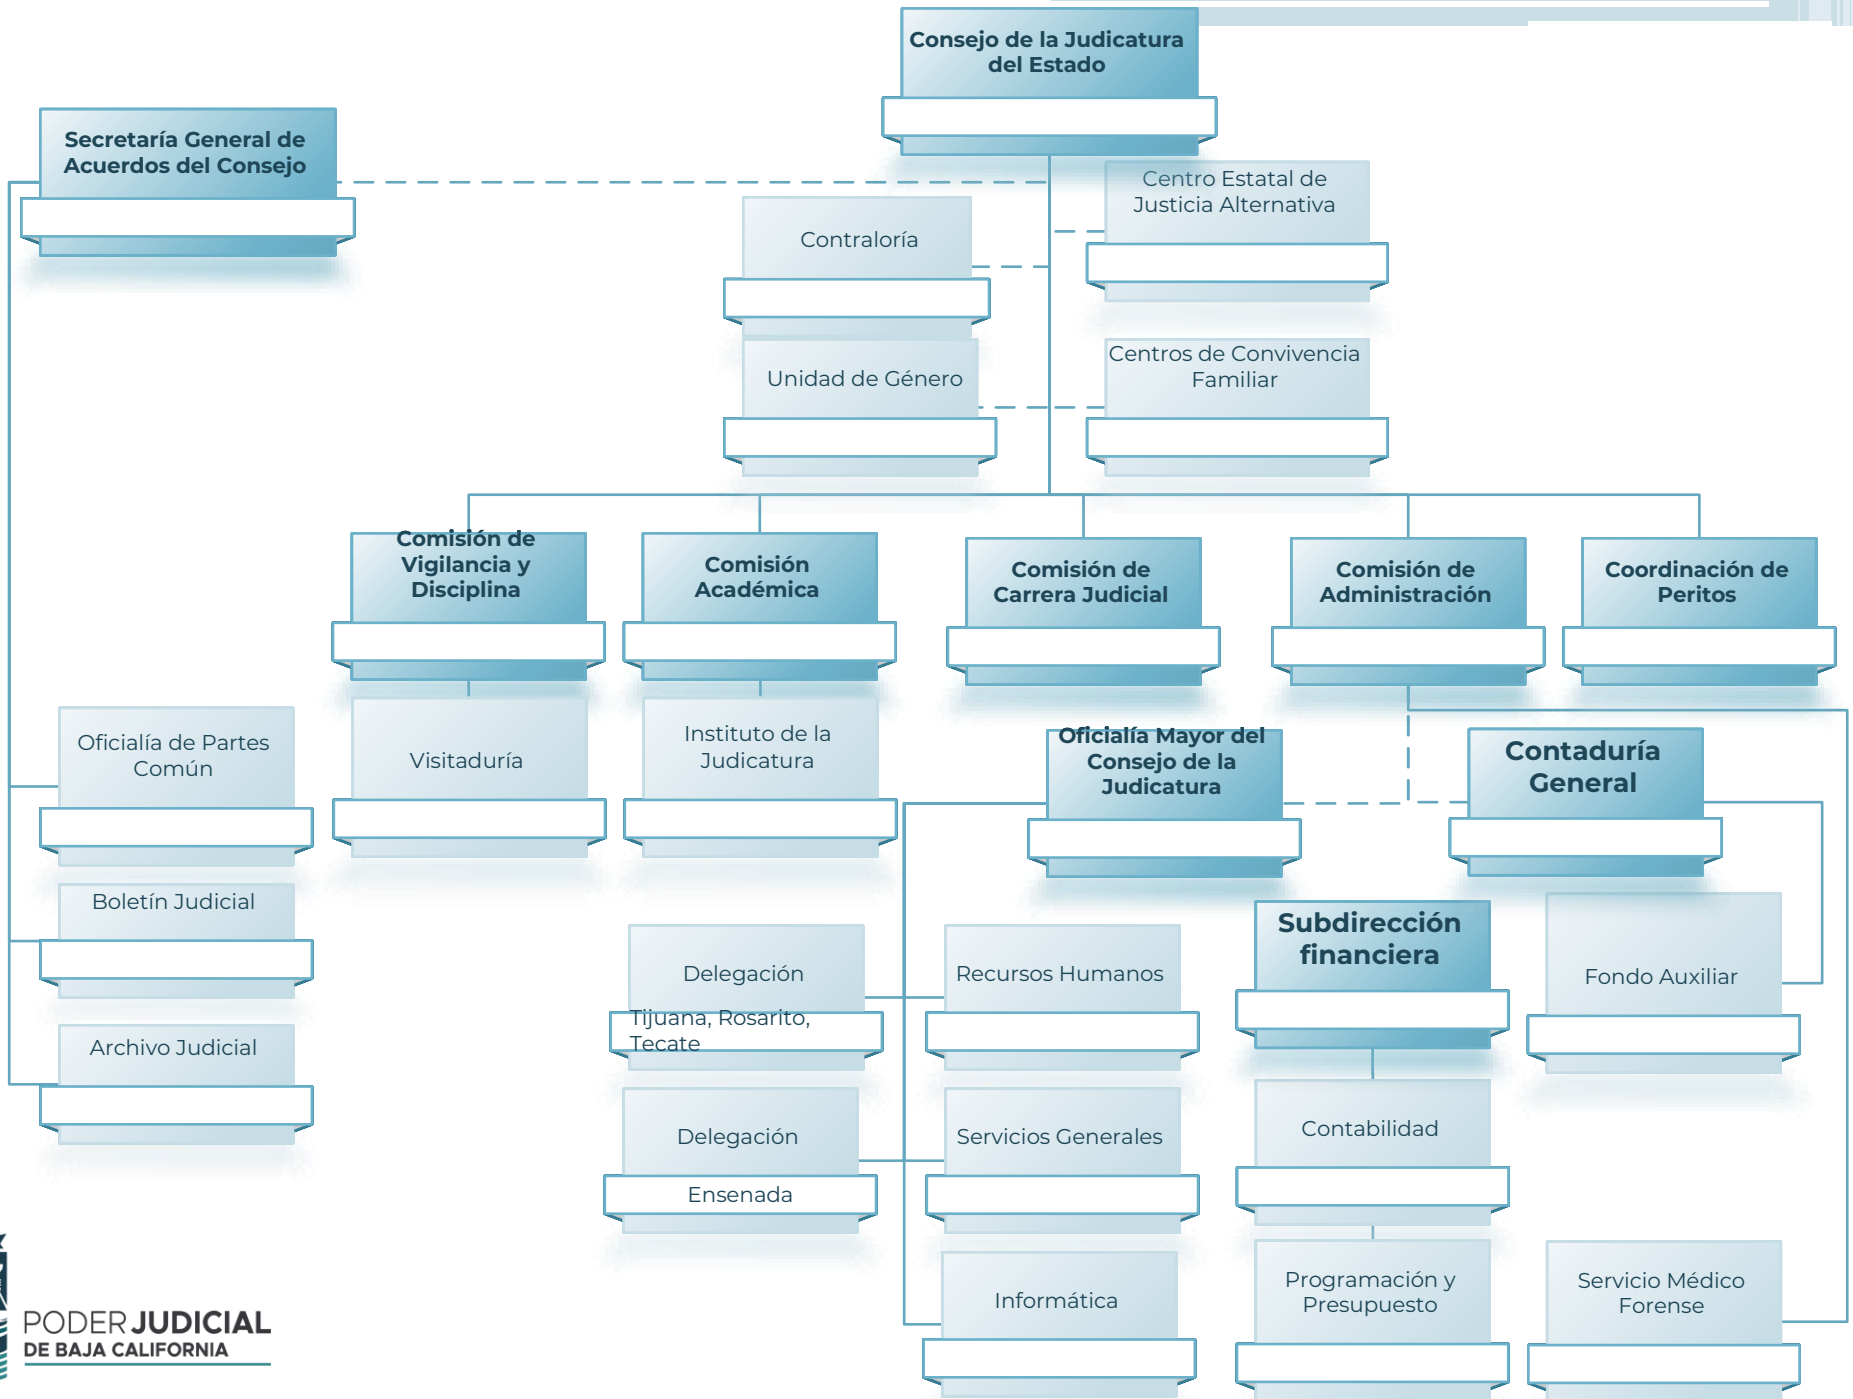 Consejo de la Judicatura
del Estado
Secretaría General de
Acuerdos del Consejo
Centro Estatal de
Justicia Alternativa
Contraloría
Unidad de Género
Centros de Convivencia
Familiar
Comisión de
Vigilancia y
Disciplina
Comisión
Académica
Comisión de
Carrera Judicial
Comisión de
Administración
Coordinación de
Peritos
Oficialía de Partes
Común
Visitaduría
Instituto de la
Judicatura
Oficialía Mayor del
Consejo de la
Judicatura
Contaduría
General
Boletín Judicial
Archivo Judicial
Delegación
Tijuana, Rosarito,
Tecate
Recursos Humanos
Subdirección
financiera
Fondo Auxiliar
Delegación
Ensenada
Servicios Generales
Contabilidad
Informática
Programación y
Presupuesto
Servicio Médico
Forense
PODER JUDICIAL
DE BAJA CALIFORNIA